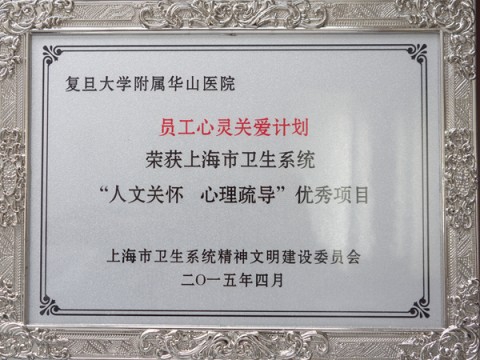 复旦大学附属华山医院
员工心灵关爱计划
荣获上海市卫生系统
“人文关怀 心理疏导”优秀项目
上海市卫生系统精神文明建设委员会
二〇一五年四月